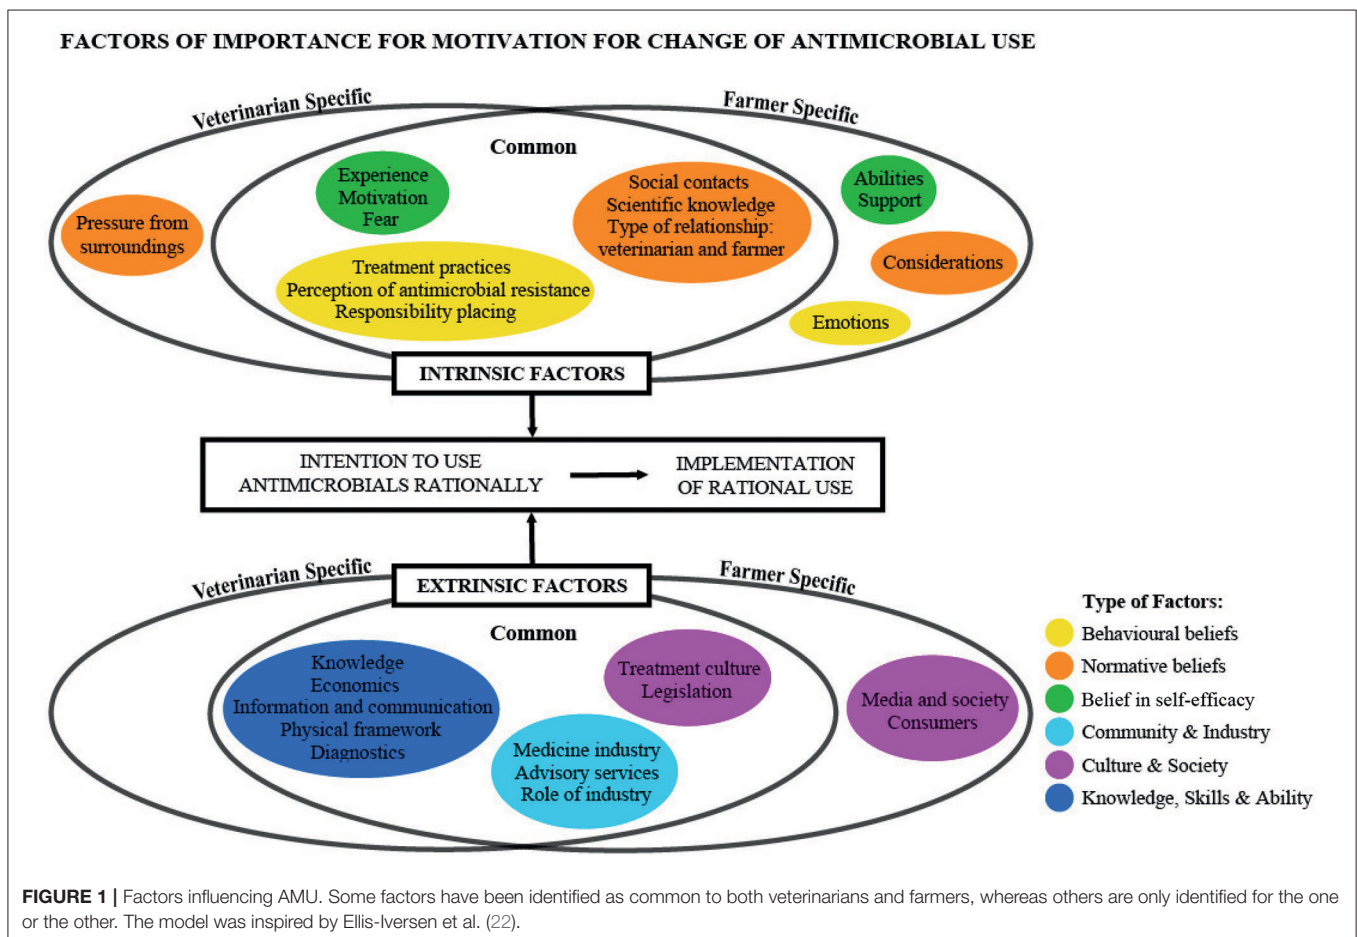 FACTORS OF IMPORTANCE FOR MOTIVATION FOR CHANGE OF ANTIMICROBIAL USE
Veterinarian Specific
Farmer Specific
Common
Experience
Motivation
Fear
Social contacts
Scientific knowledge
Type of relationship:
veterinarian and farmer
Abilities
Support
Pressure from
surroundings
Considerations
Treatment practices
Perception of antimicrobial resistance
Responsibility placing
Emotions
INTRINSIC FACTORS
INTENTION TO USE
ANTIMICROBIALS RATIONALLY
IMPLEMENTATION
OF RATIONAL USE
Veterinarian Specific
EXTRINSIC FACTORS
Farmer Specific
Common
Knowledge
Economics
Information and communication
Physical framework
Diagnostics
Treatment culture
Legislation
Media and society
Consumers
Medicine industry
Advisory services
Role of industry
Type of Factors:
Behavioural beliefs
Normative beliefs
Belief in self-efficacy
Community & Industry
Culture & Society
Knowledge, Skills & Ability
FIGURE 1 | Factors influencing AMU. Some factors have been identified as common to both veterinarians and farmers, whereas others are only identified for the one
or the other. The model was inspired by Ellis-Iversen et al. (22).